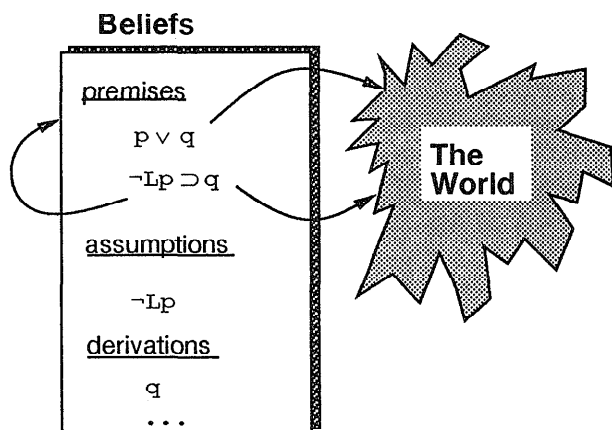 Beliefs
premises
p ∨ q
¬Lp ⊃ q
assumptions
¬Lp
derivations
q
. . .
The
World